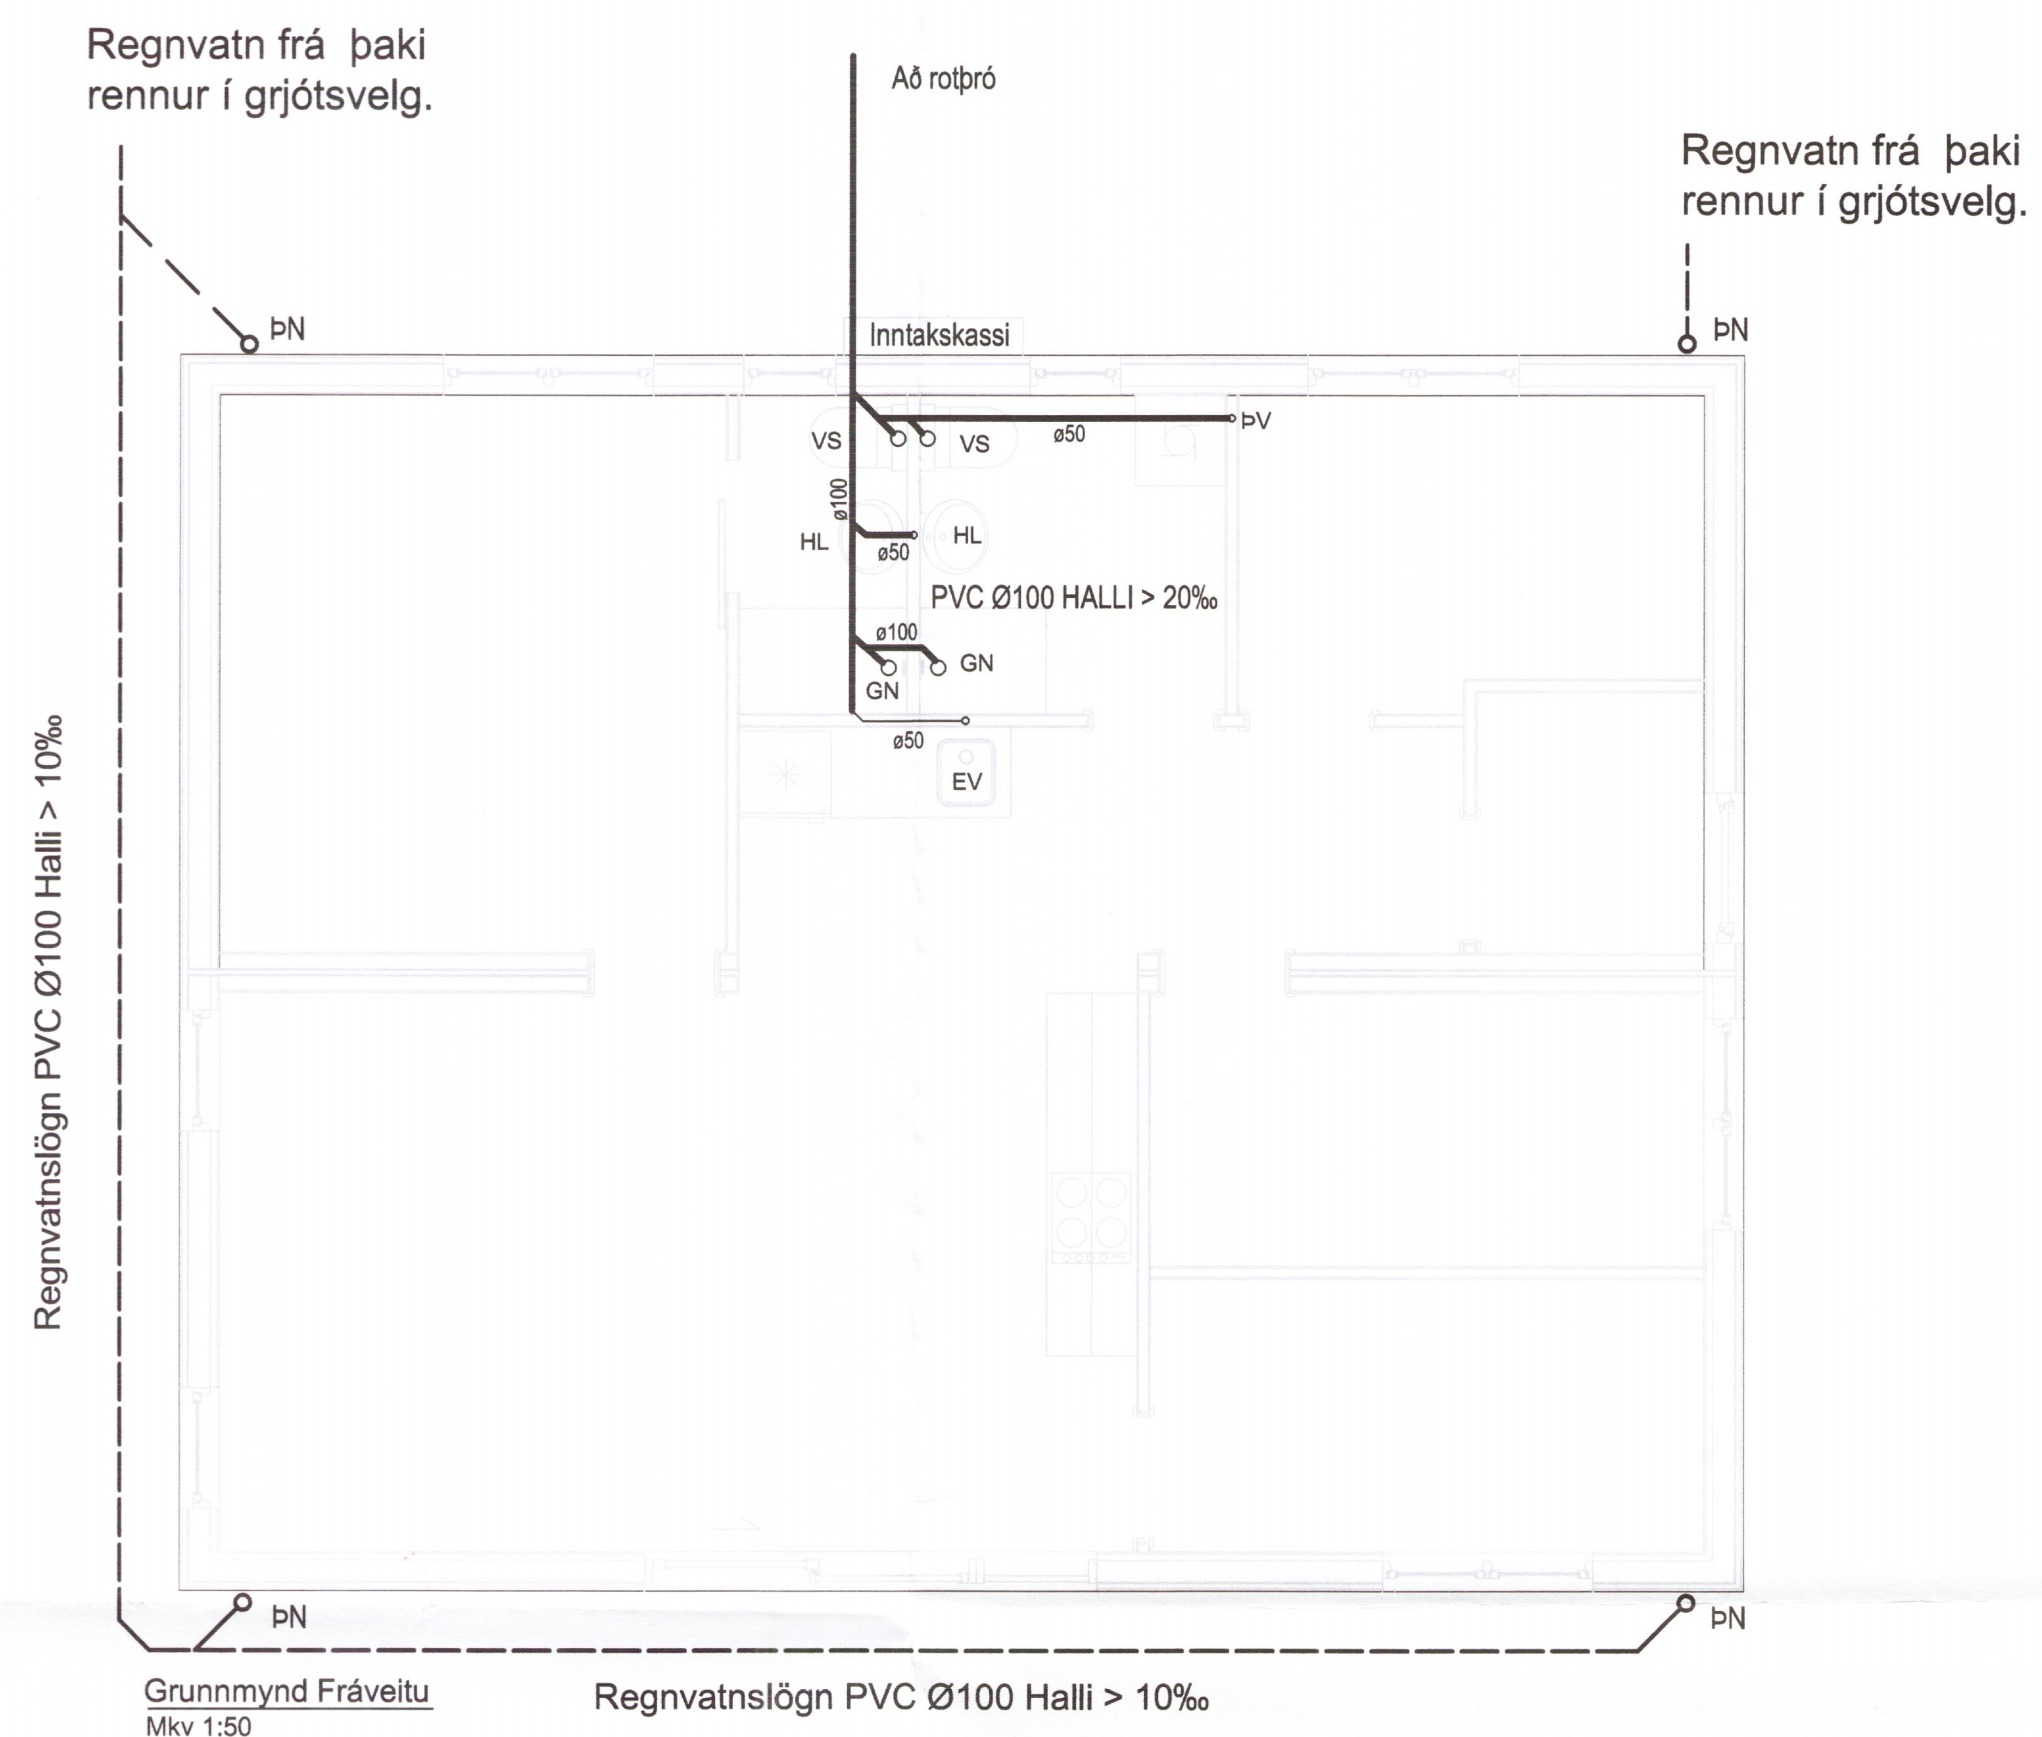 Regnvatn frá þaki
rennur í grjótsvelg.
Að rotþró
Regnvatn frá þaki
rennur í grjótsvelg.
ÞN
Inntakskassi
ÞN
VS
VS
ø50
ÞV
ø100
HL
ø50
HL
PVC Ø100 HALLI > 20‰
ø100
GN
GN
ø50
EV
Regnvatnslögn PVC Ø100 Halli > 10‰
ÞN
ÞN
Grunnmynd Fráveitu
Mkv 1:50
Regnvatnslögn PVC Ø100 Halli > 10‰